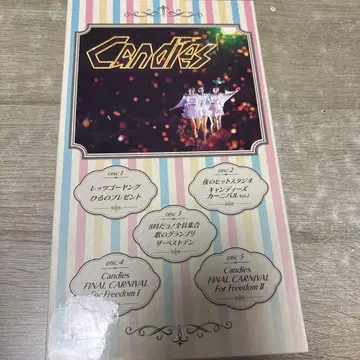 Candies
DISC 1
レッツゴーヤング
ひるのプレゼント
DISC 2
夜のヒットスタジオ
キャンディーズ
カーニバル Vol.1
DISC 3
8時だョ!全員集合
歌のグランプリ
ザ・ベストテン
DISC 4
Candies
FINAL CARNIVAL
For Freedom I
DISC 5
Candies
FINAL CARNIVAL
For Freedom II